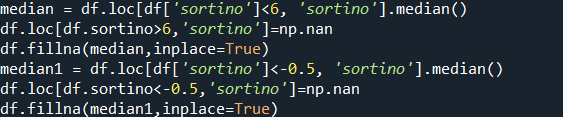 median = df.loc[df['sortino']<6, 'sortino'].median()
df.loc[df.sortino>6,'sortino']=np.nan
df.fillna(median,inplace=True)
median1 = df.loc[df['sortino']<-0.5, 'sortino'].median()
df.loc[df.sortino<-0.5,'sortino']=np.nan
df.fillna(median1,inplace=True)